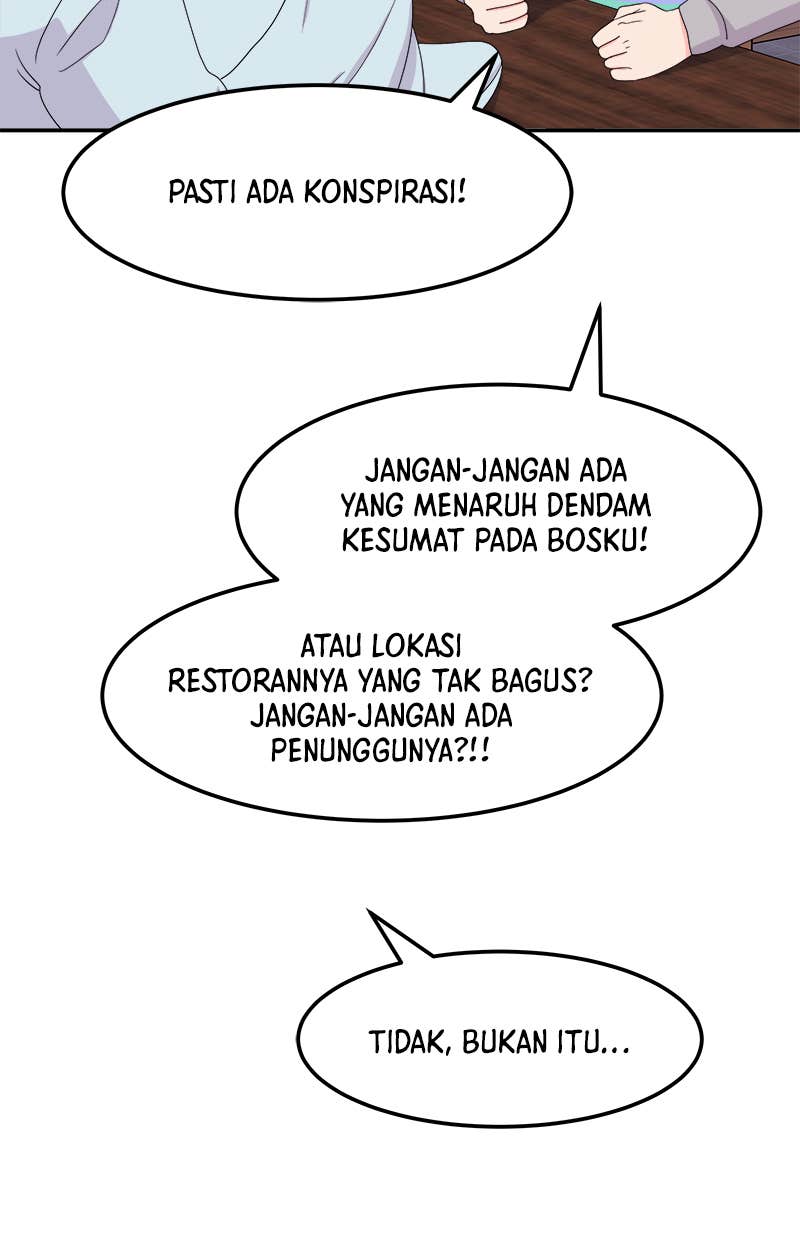 PASTI ADA KONSPIRASI!
JANGAN-JANGAN ADA
YANG MENARUH DENDAM
KESUMAT PADA BOSKU!
ATAU LOKASI
RESTORANNYA YANG TAK BAGUS?
JANGAN-JANGAN ADA
PENUNGGUNYA?!!
TIDAK, BUKAN ITU...